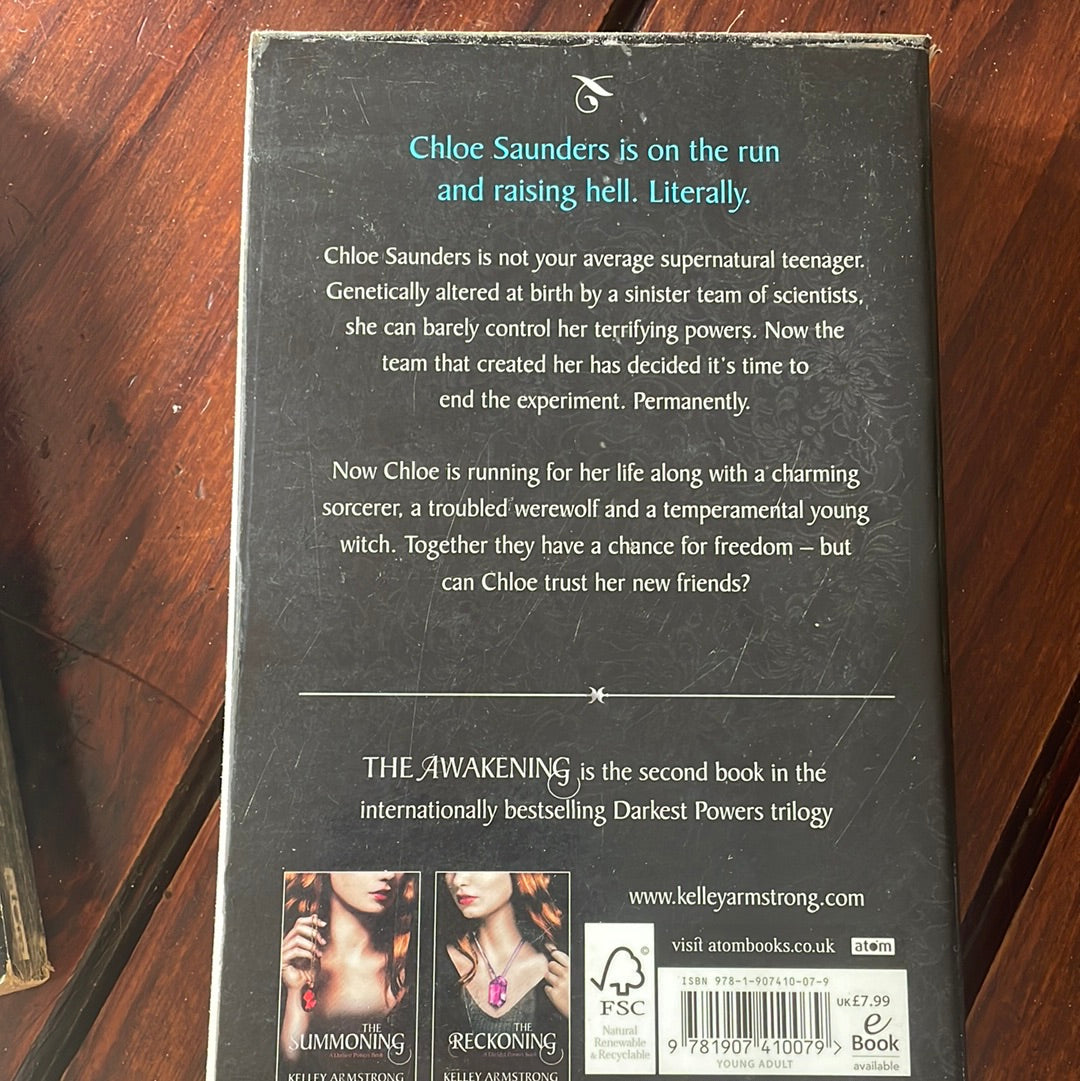 Chloe Saunders is on the run
and raising hell. Literally.
Chloe Saunders is not your average supernatural teenager.
Genetically altered at birth by a sinister team of scientists,
she can barely control her terrifying powers. Now the
team that created her has decided it's time to
end the experiment. Permanently.
Now Chloe is running for her life along with a charming
sorcerer, a troubled werewolf and a temperamental young
witch. Together they have a chance for freedom – but
can Chloe trust her new friends?
THE AWAKENING is the second book in the
internationally bestselling Darkest Powers trilogy
THE
SUMMONING
A Darkest Powers Book
KELLEY ARMSTRONG
THE
RECKONING
A Darkest Powers Book
KELLEY ARMSTRONG
www.kelleyarmstrong.com
visit atombooks.co.uk atom
©
FSC
Natural
Renewable
& Recyclable
ISBN 978-1-907410-07-9
9 781907 410079 >
YOUNG ADULT
UK £7.99
e
Book
available